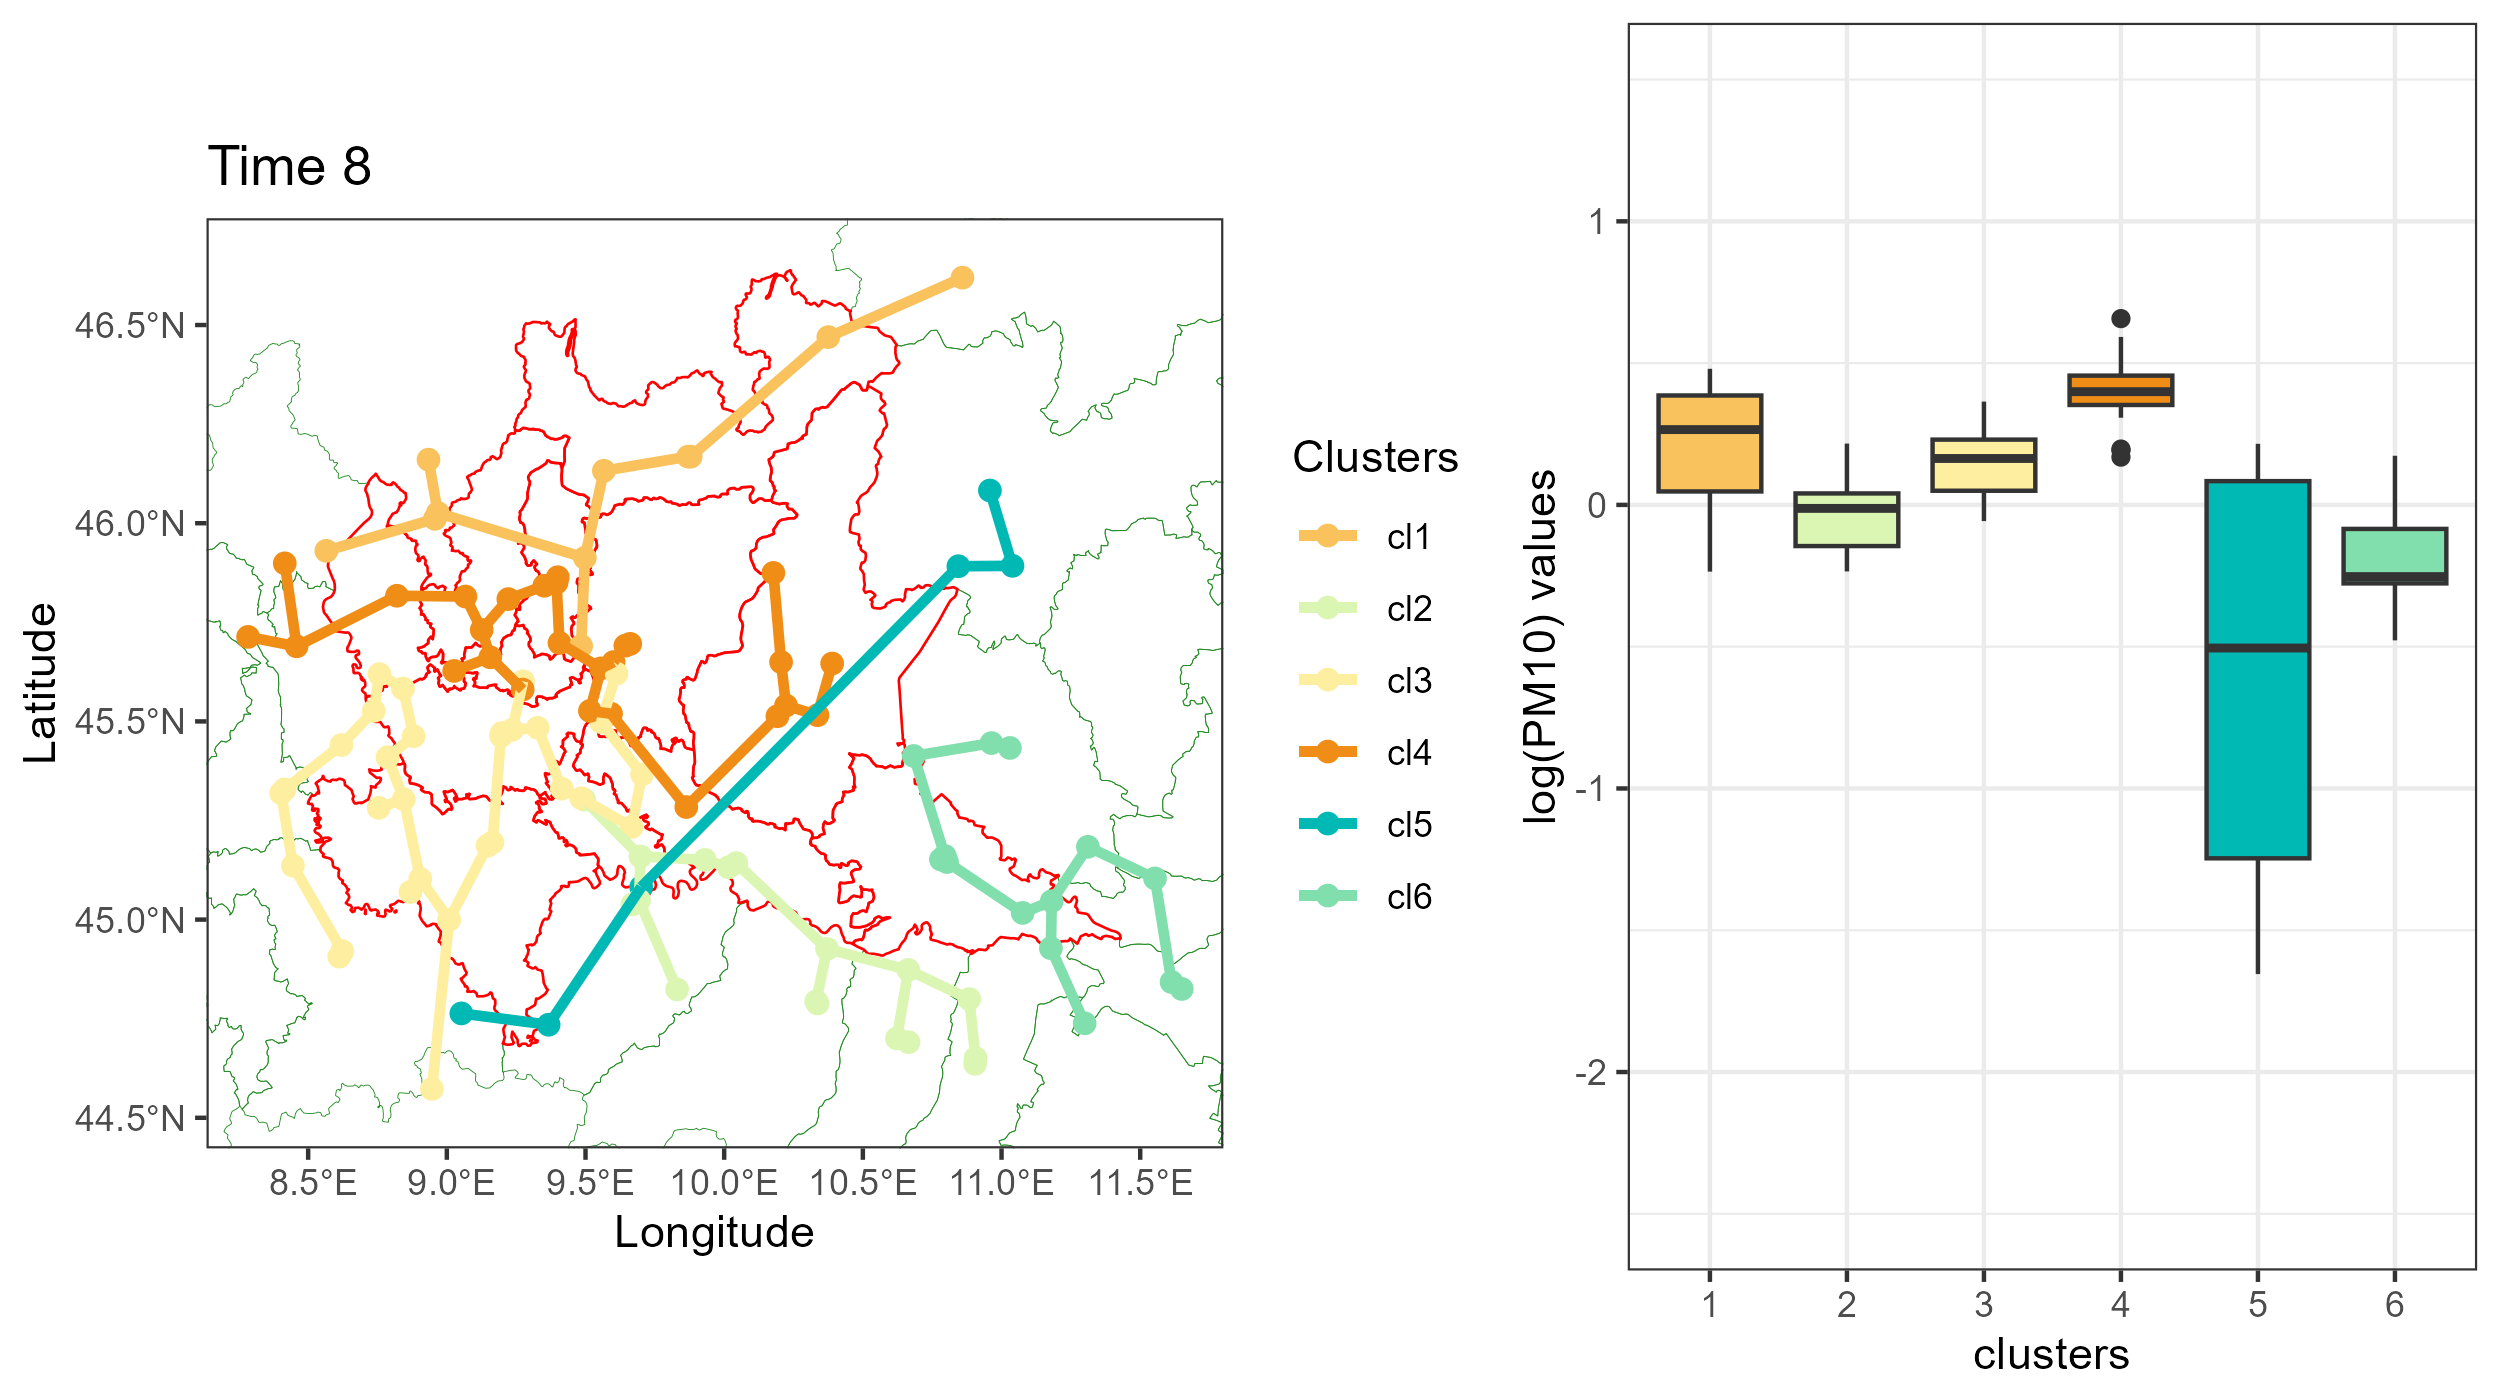 Time 8
46.5°N
46.0°N
45.5°N
45.0°N
44.5°N
Latitude
8.5°E 9.0°E 9.5°E 10.0°E 10.5°E 11.0°E 11.5°E
Longitude
Clusters
cl1
cl2
cl3
cl4
cl5
cl6
log(PM10) values
1
0
-1
-2
1 2 3 4 5 6
clusters